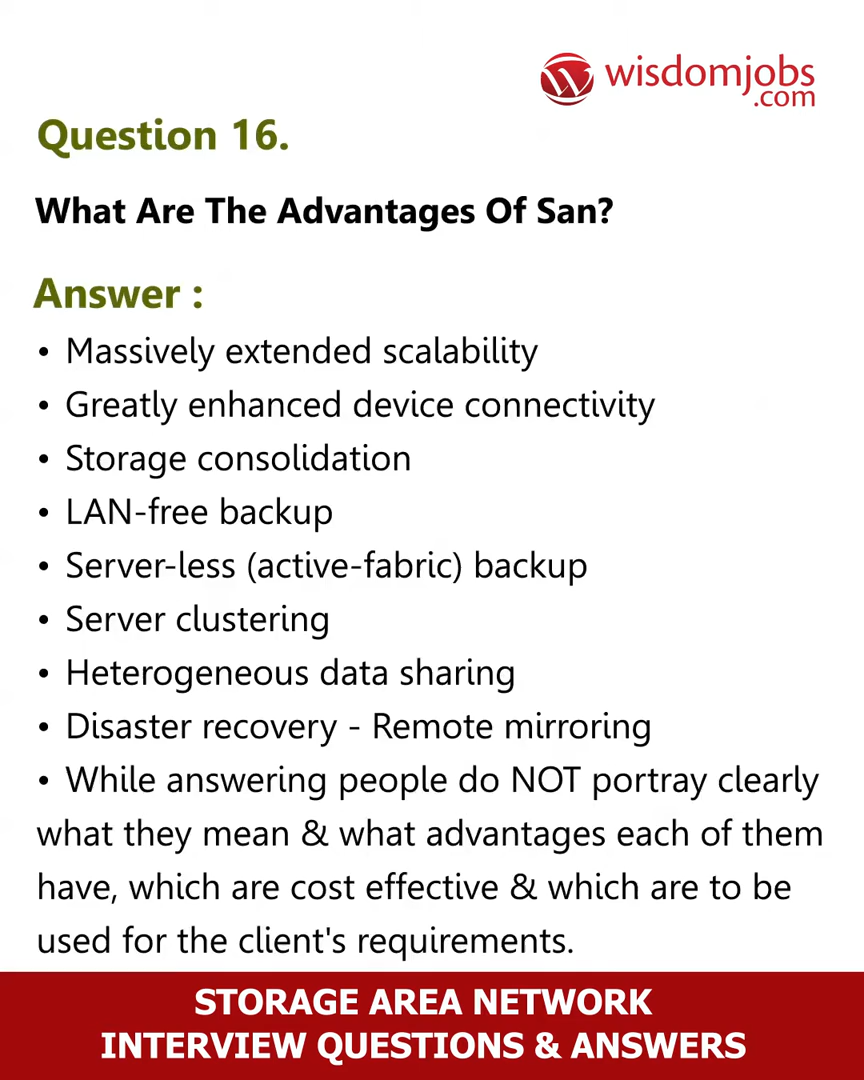 wisdomjobs
.com
Question 16.
What Are The Advantages Of San?
Answer :
• Massively extended scalability
• Greatly enhanced device connectivity
• Storage consolidation
• LAN-free backup
• Server-less (active-fabric) backup
• Server clustering
• Heterogeneous data sharing
• Disaster recovery - Remote mirroring
• While answering people do NOT portray clearly
what they mean & what advantages each of them
have, which are cost effective & which are to be
used for the client's requirements.
STORAGE AREA NETWORK
INTERVIEW QUESTIONS & ANSWERS